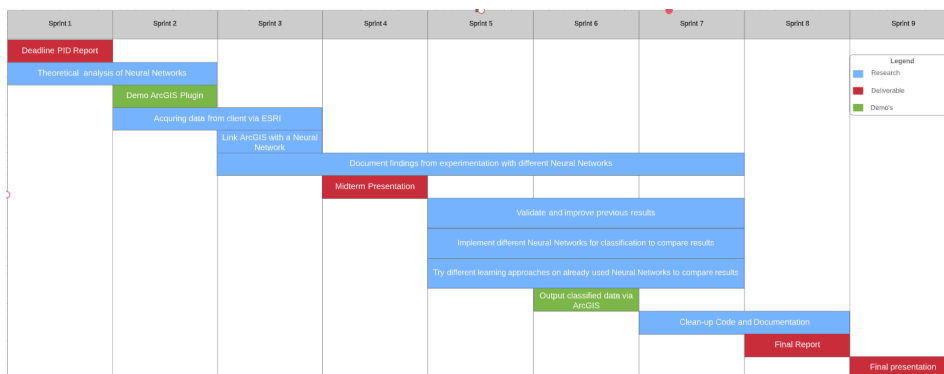 Sprint 1
Sprint 2
Sprint 3
Sprint 4
Sprint 5
Sprint 6
Sprint 7
Sprint 8
Sprint 9
Deadline PID Report
Legend
Theoretical analysis of Neural Networks
Research
Deliverable
Demo's
Demo ArcGIS Plugin
Acquring data from client via ESRI
Link ArcGIS with a Neural
Network
Document findings from experimentation with different Neural Networks
Midterm Presentation
Validate and improve previous results
Implement different Neural Networks for classification to compare results
Try different learning approaches on already used Neural Networks to compare results
Output classified data via
ArcGIS
Clean-up Code and Documentation
Final Report
Final presentation